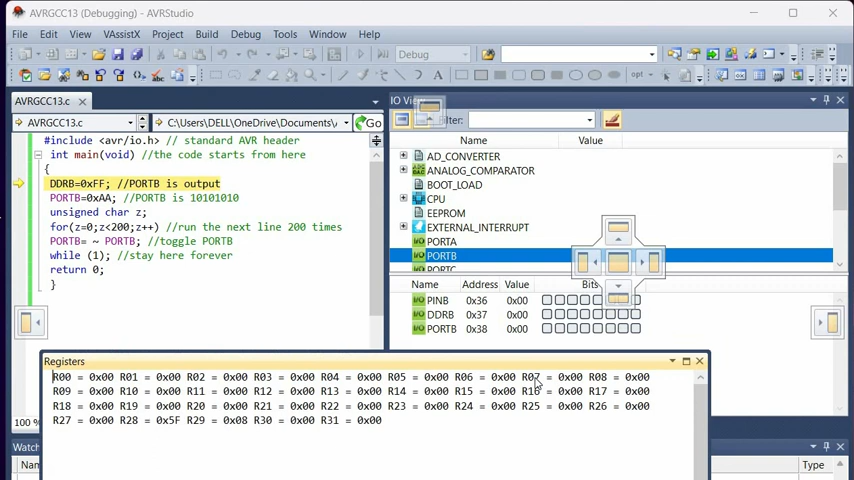 AVRGCC13 (Debugging) - AVRStudio
File Edit View VAssistX Project Build Debug Tools Window Help
Debug
AVRGCC13.c
AVRGCC13.c C:\Users\DELL\OneDrive\Documents\ Go
#include <avr/io.h> // standard AVR header
int main(void) //the code starts from here
{
DDRB=0xFF; //PORTB is output
PORTB=0xAA; //PORTB is 10101010
unsigned char z;
for(z=0;z<200;z++) //run the next line 200 times
PORTB= ~ PORTB; //toggle PORTB
while (1); //stay here forever
return 0;
}
100 %
IO View
Filter:
Name Value
AD_CONVERTER
ANALOG_COMPARATOR
BOOT_LOAD
CPU
EEPROM
EXTERNAL_INTERRUPT
PORTA
PORTB
PORTC
Name Address Value Bits
PINB 0x36 0x00
DDRB 0x37 0x00
PORTB 0x38 0x00
Registers
R00 = 0x00 R01 = 0x00 R02 = 0x00 R03 = 0x00 R04 = 0x00 R05 = 0x00 R06 = 0x00 R07 = 0x00 R08 = 0x00
R09 = 0x00 R10 = 0x00 R11 = 0x00 R12 = 0x00 R13 = 0x00 R14 = 0x00 R15 = 0x00 R16 = 0x00 R17 = 0x00
R18 = 0x00 R19 = 0x00 R20 = 0x00 R21 = 0x00 R22 = 0x00 R23 = 0x00 R24 = 0x00 R25 = 0x00 R26 = 0x00
R27 = 0x00 R28 = 0x5F R29 = 0x08 R30 = 0x00 R31 = 0x00
Watch
Type